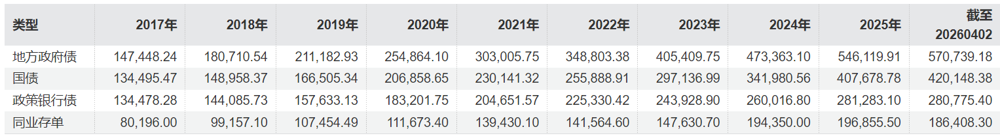 类型 2017年 2018年 2019年 2020年 2021年 2022年 2023年 2024年 2025年 截至
20260402
地方政府债 147,448.24 180,710.54 211,182.93 254,864.10 303,005.75 348,803.38 405,409.75 473,363.10 546,119.91 570,739.18
国债 134,495.47 148,958.37 166,505.34 206,858.65 230,141.32 255,888.91 297,136.99 341,980.56 407,678.78 420,148.38
政策银行债 134,478.28 144,085.73 157,633.13 183,201.75 204,651.57 225,330.42 243,928.90 260,016.80 281,283.10 280,775.40
同业存单 80,196.00 99,157.10 107,454.49 111,673.40 139,430.10 141,564.60 147,630.70 194,350.00 196,855.50 186,408.30